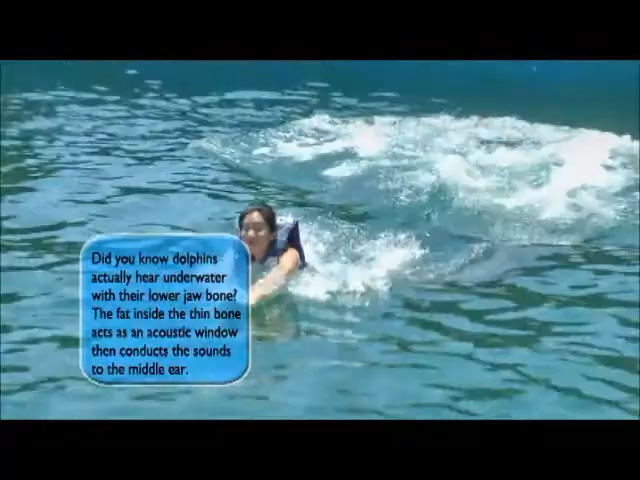 Did you know dolphins
actually hear underwater
with their lower jaw bone?
The fat inside the thin bone
acts as an acoustic window
then conducts the sounds
to the middle ear.